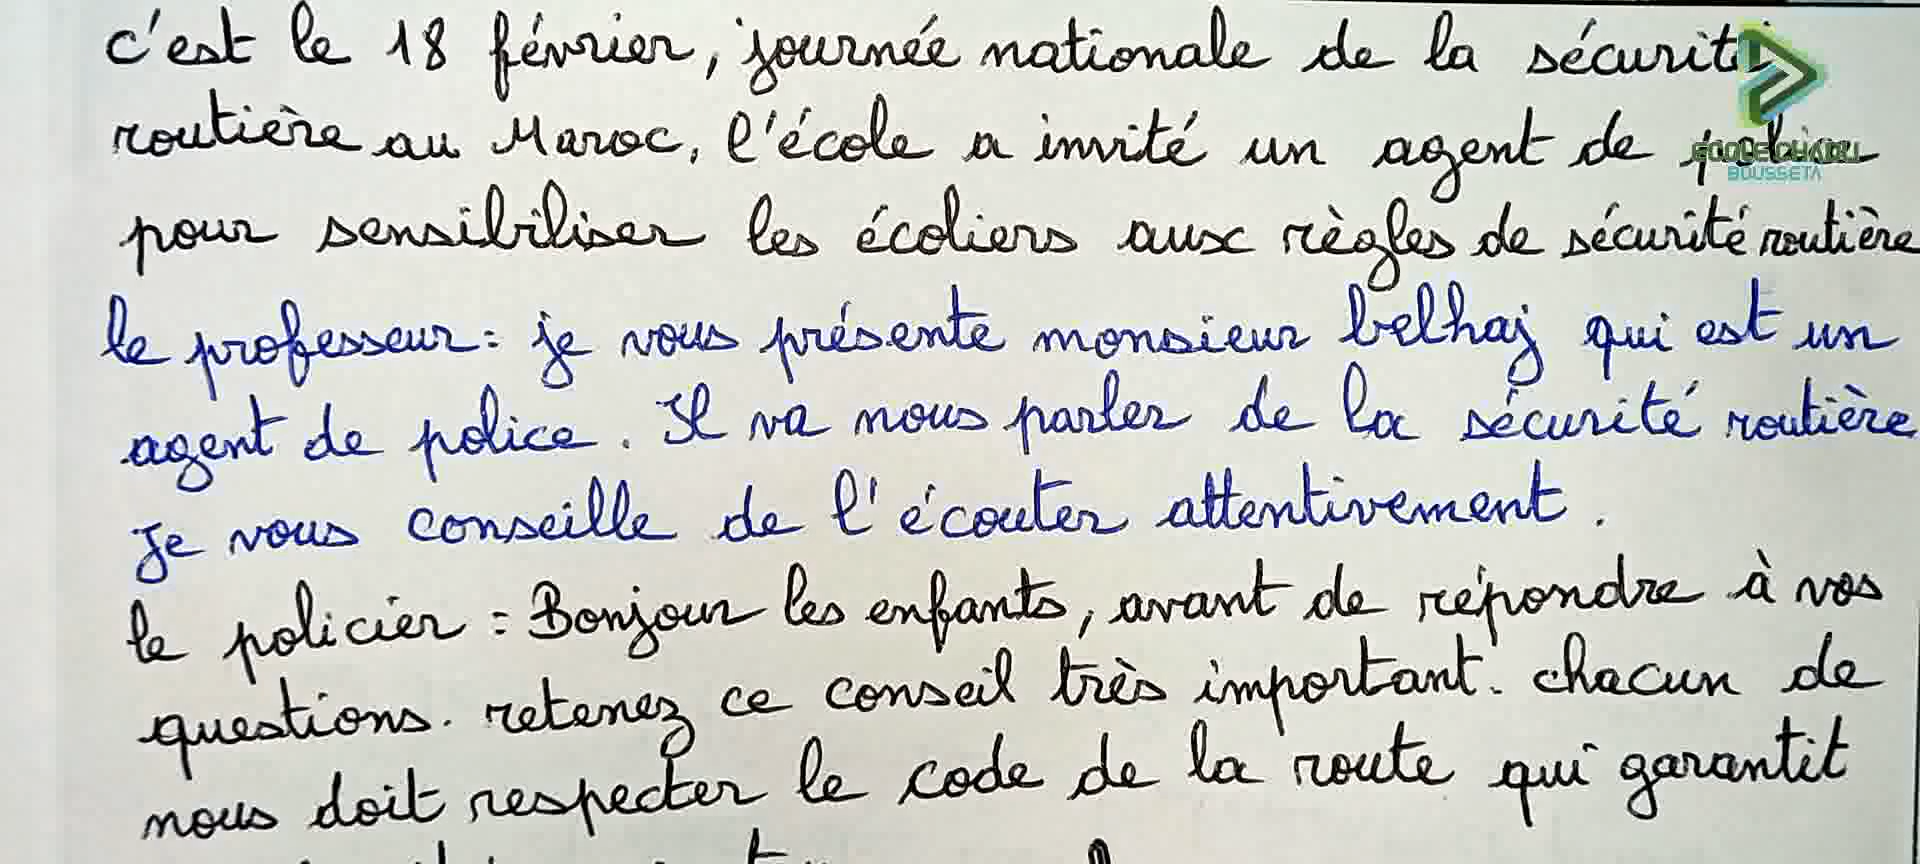 c'est le 18 février, journée nationale de la sécurité
routière au Maroc, l'école a invité un agent de police
pour sensibiliser les écoliers aux règles de sécurité routière
le professeur : je vous présente monsieur belhaj qui est un
agent de police. Il va nous parler de la sécurité routière
Je vous conseille de l'écouter attentivement.
le policier : Bonjour les enfants, avant de répondre à vos
questions. retenez ce conseil très important. chacun de
nous doit respecter le code de la route qui garantit
ECOLE CHADLI
BOUSSETA